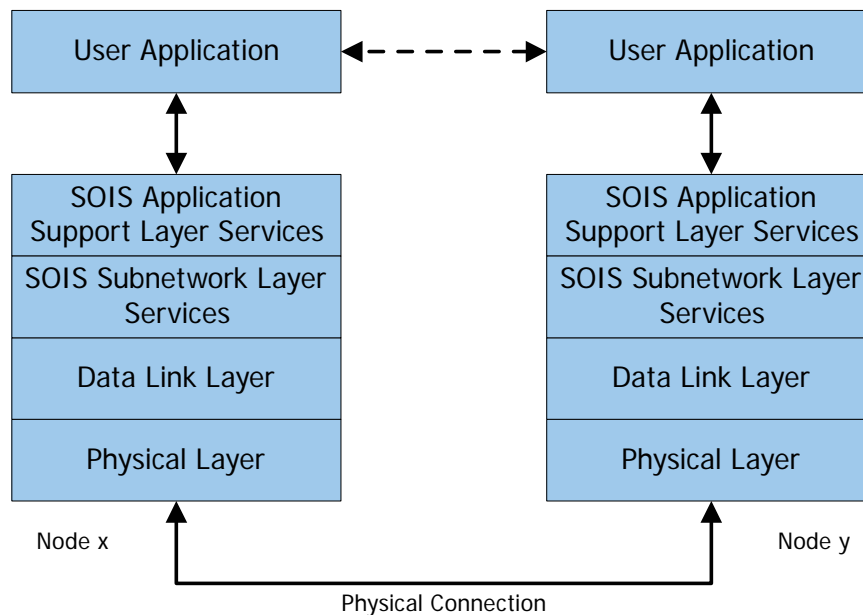 User Application
User Application
SOIS Application
Support Layer Services
SOIS Application
Support Layer Services
SOIS Subnetwork Layer
Services
SOIS Subnetwork Layer
Services
Data Link Layer
Data Link Layer
Physical Layer
Physical Layer
Node x
Node y
Physical Connection